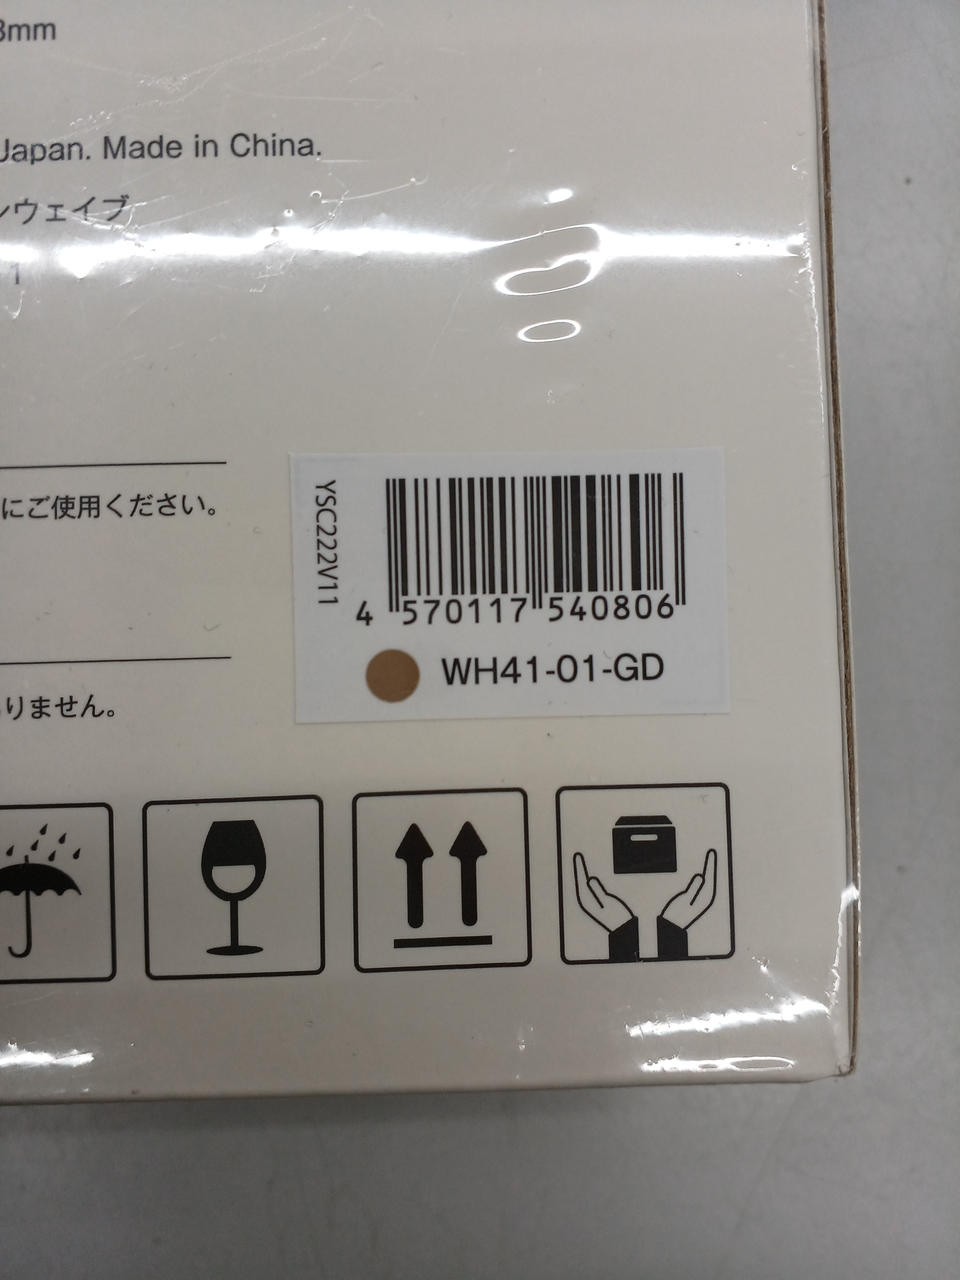 3mm
Japan. Made in China.
ンウェイブ
1
にご使用ください。
りません。
YSC222V11
4 570117 540806
WH41-01-GD